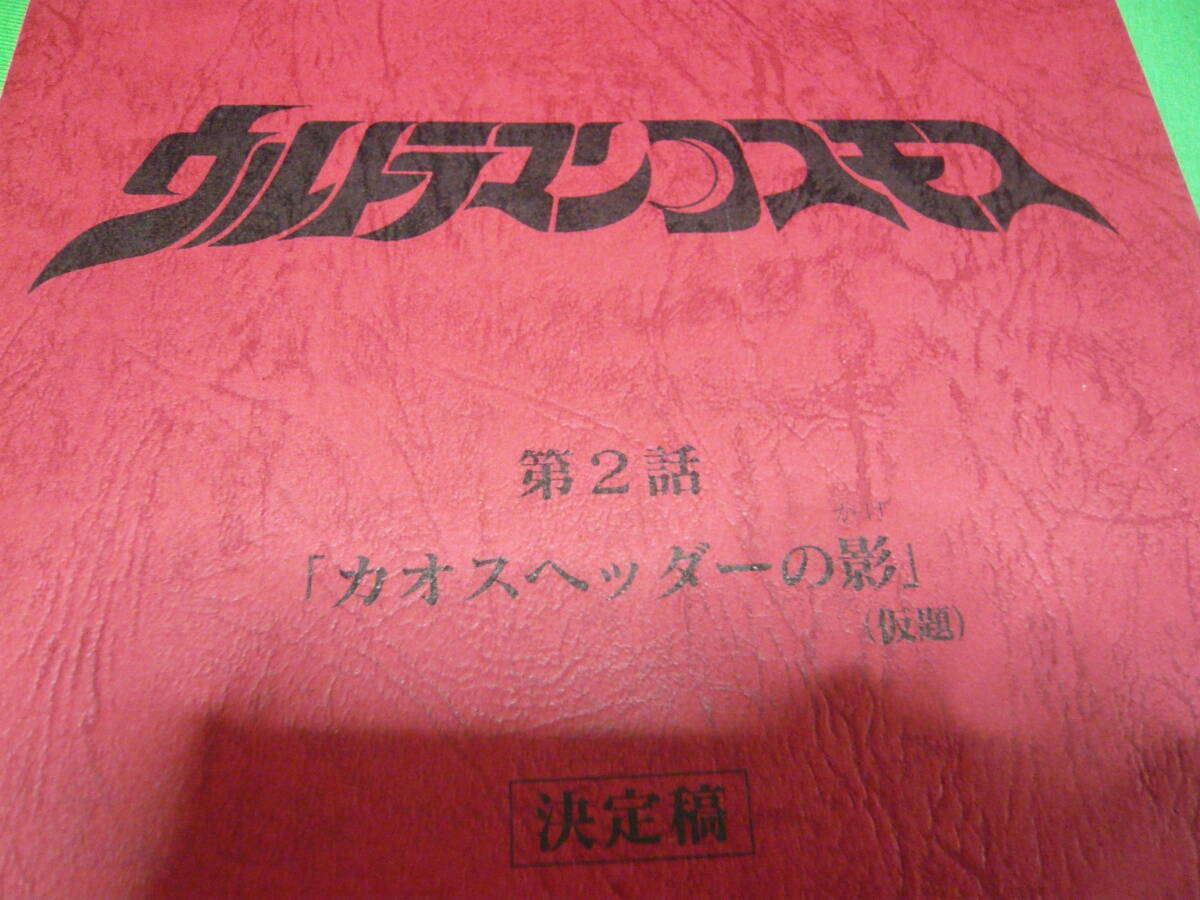 ウルトラマンコスモス
第２話
かげ
「カオスヘッダーの影」
(仮題)
決定稿